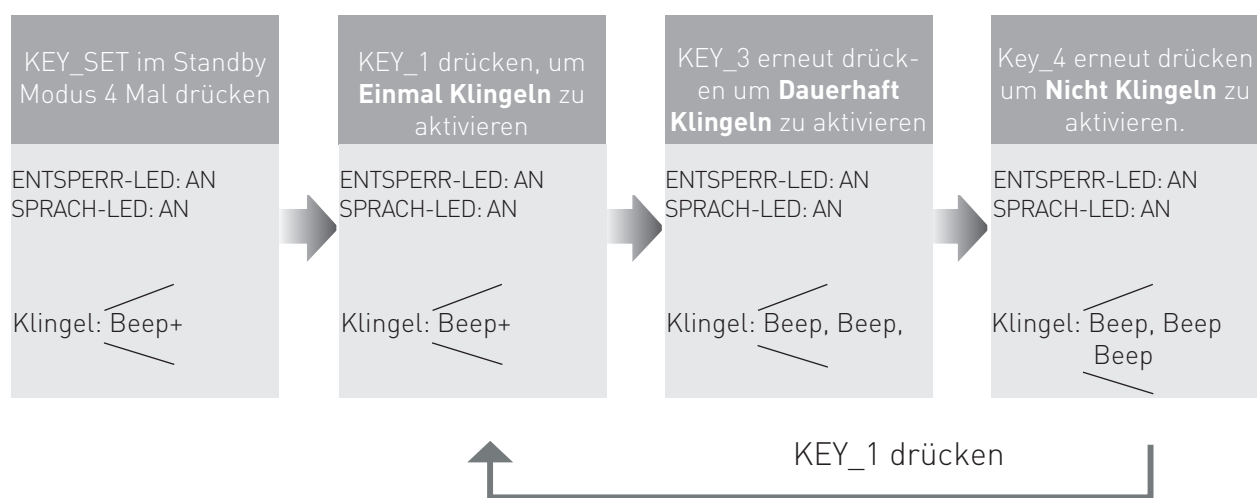 KEY_SET im Standby
Modus 4 Mal drücken
ENTSPERR-LED: AN
SPRACH-LED: AN
Klingel: Beep+
KEY_1 drücken, um
Einmal Klingeln zu
aktivieren
ENTSPERR-LED: AN
SPRACH-LED: AN
Klingel: Beep+
KEY_3 erneut drück-
en um Dauerhaft
Klingeln zu aktivieren
ENTSPERR-LED: AN
SPRACH-LED: AN
Klingel: Beep, Beep,
Key_4 erneut drücken
um Nicht Klingeln zu
aktivieren.
ENTSPERR-LED: AN
SPRACH-LED: AN
Klingel: Beep, Beep
Beep
KEY_1 drücken